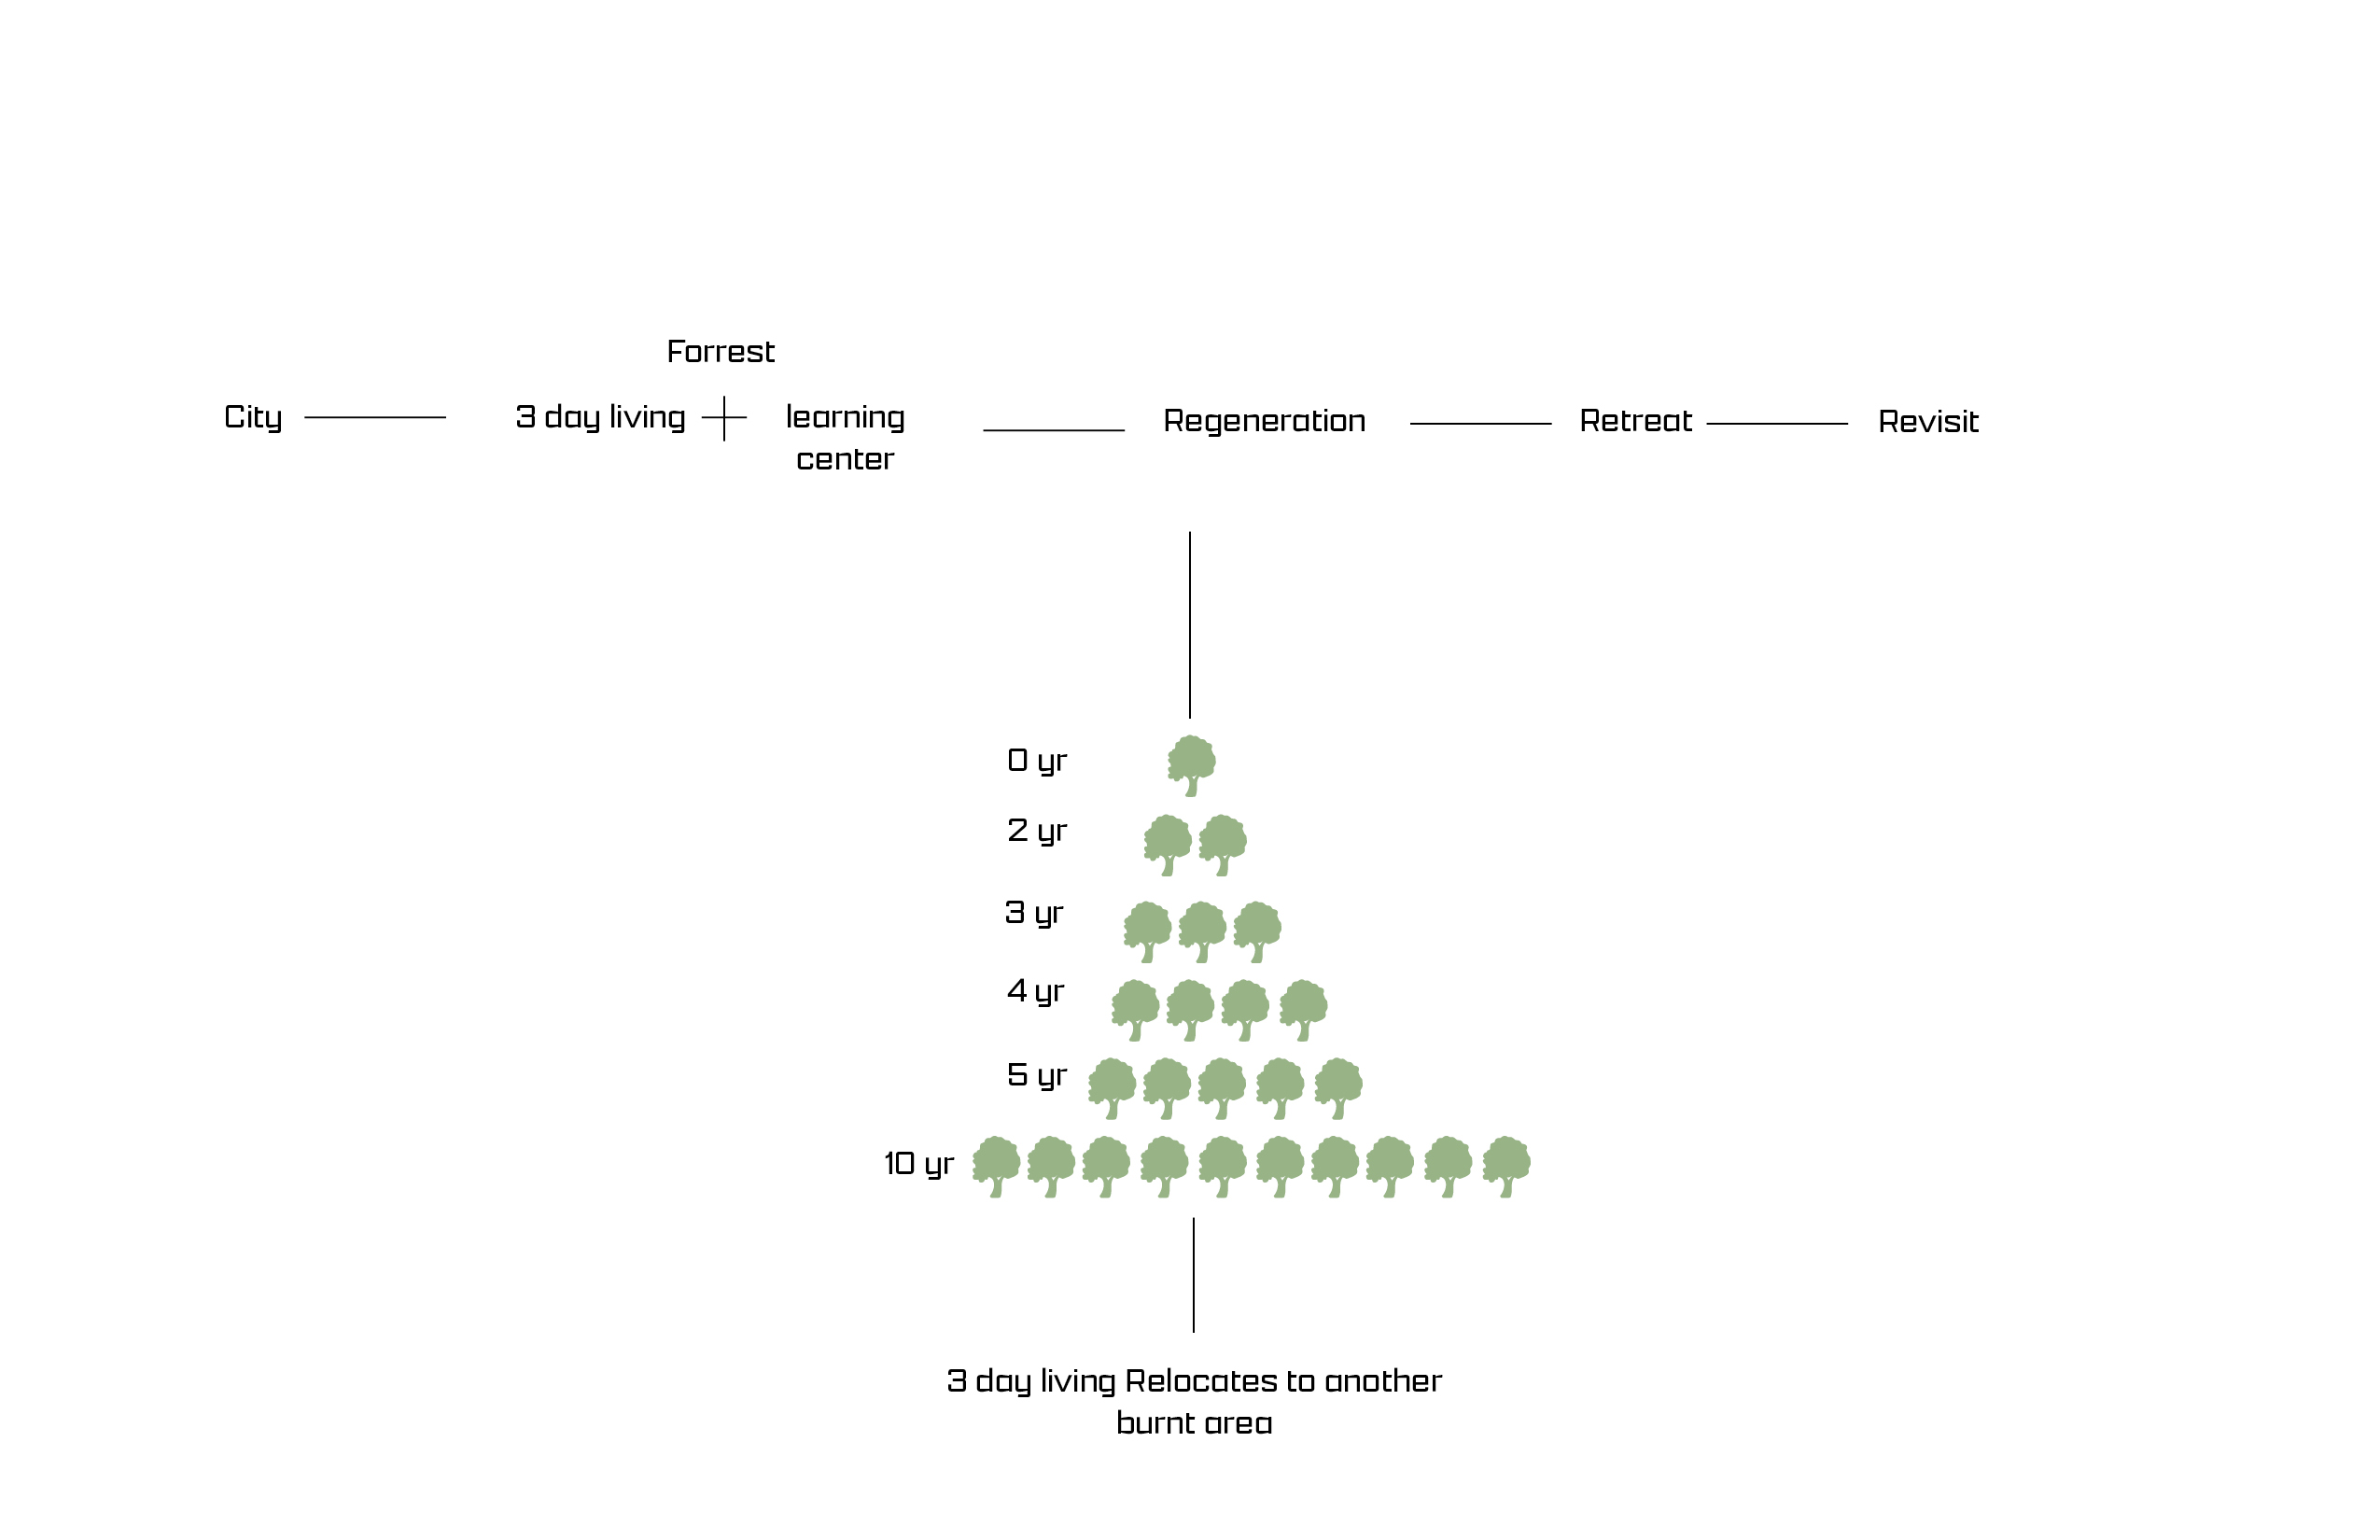 Forrest
City
3 day living
learning
center
Regeneration
Retreat
Revisit
0 yr
2 yr
3 yr
4 yr
5 yr
10 yr
3 day living Relocates to another
burnt area